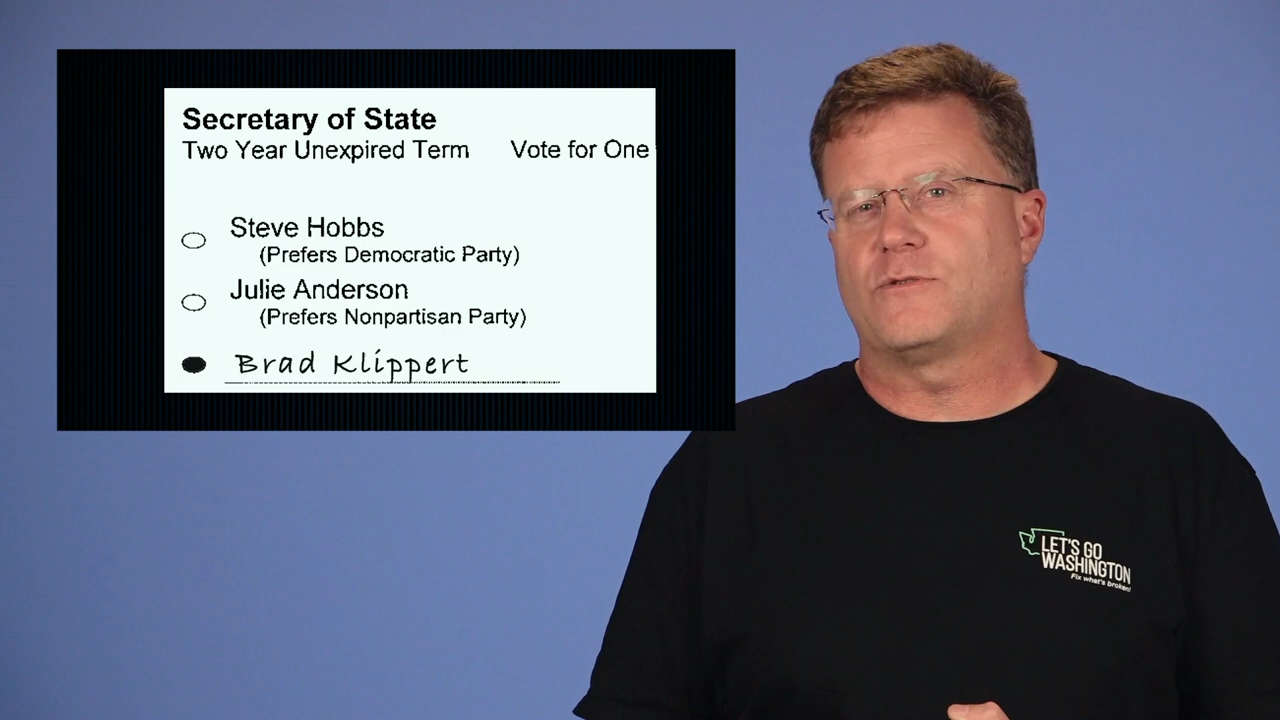 Secretary of State
Two Year Unexpired Term Vote for One
Steve Hobbs
(Prefers Democratic Party)
Julie Anderson
(Prefers Nonpartisan Party)
Brad Klippert
LET'S GO
WASHINGTON
Fix what's broken!